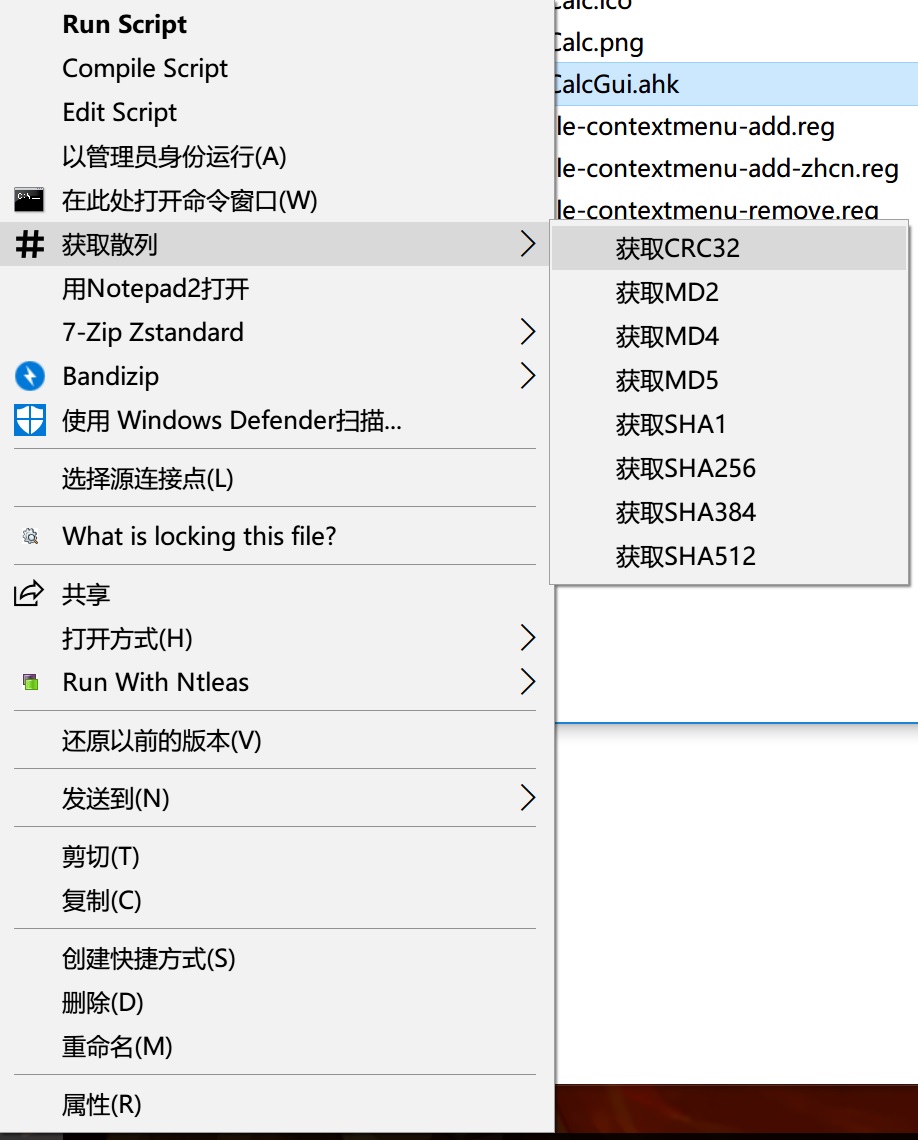 Run Script
Compile Script
Edit Script
以管理员身份运行(A)
在此处打开命令窗口(W)
获取散列
用Notepad2打开
7-Zip Zstandard
Bandizip
使用 Windows Defender扫描...
选择源连接点(L)
What is locking this file?
共享
打开方式(H)
Run With Ntleas
还原以前的版本(V)
发送到(N)
剪切(T)
复制(C)
创建快捷方式(S)
删除(D)
重命名(M)
属性(R)
Calc.ico
Calc.png
CalcGui.ahk
le-contextmenu-add.reg
le-contextmenu-add-zhcn.reg
le-contextmenu-remove.reg
获取CRC32
获取MD2
获取MD4
获取MD5
获取SHA1
获取SHA256
获取SHA384
获取SHA512